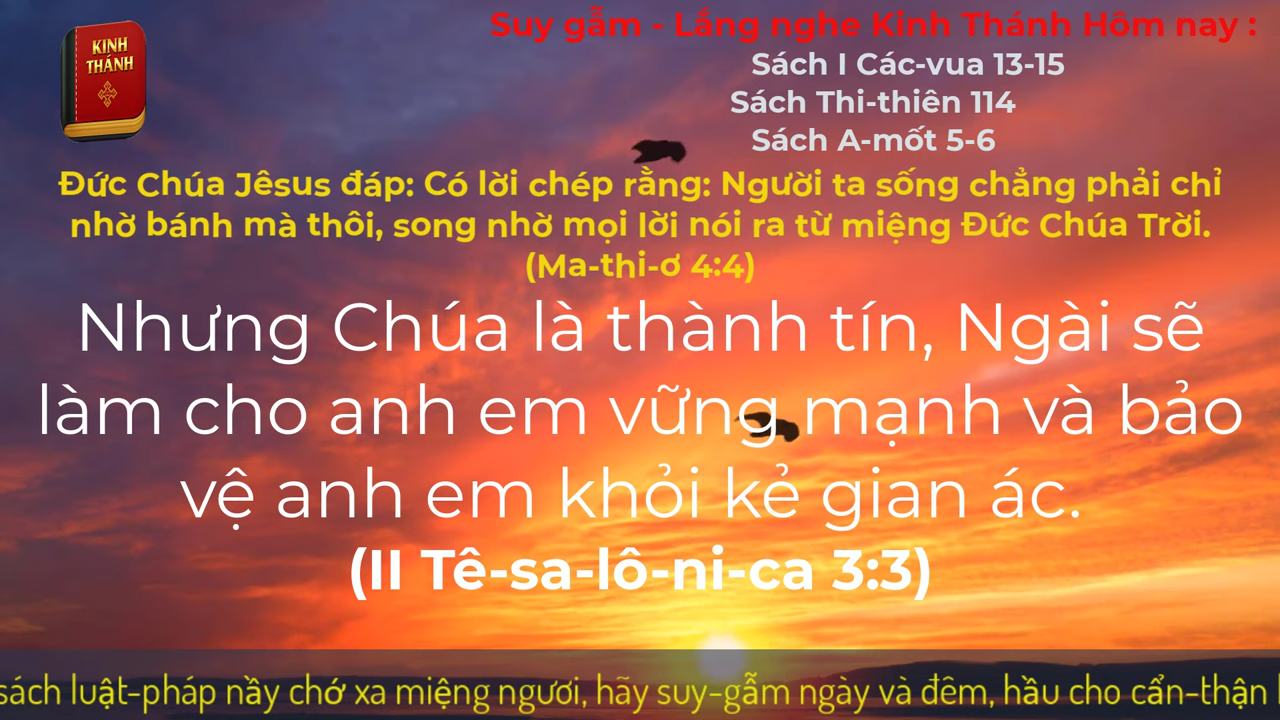 KINH
THÁNH
Suy gẫm - Lắng nghe Kinh Thánh Hôm nay :
Sách I Các-vua 13-15
Sách Thi-thiên 114
Sách A-mốt 5-6
Đức Chúa Jêsus đáp: Có lời chép rằng: Người ta sống chẳng phải chỉ
nhờ bánh mà thôi, song nhờ mọi lời nói ra từ miệng Đức Chúa Trời.
(Ma-thi-ơ 4:4)
Nhưng Chúa là thành tín, Ngài sẽ
làm cho anh em vững mạnh và bảo
vệ anh em khỏi kẻ gian ác.
(II Tê-sa-lô-ni-ca 3:3)
sách luật-pháp nầy chớ xa miệng ngươi, hãy suy-gẫm ngày và đêm, hầu cho cẩn-thận